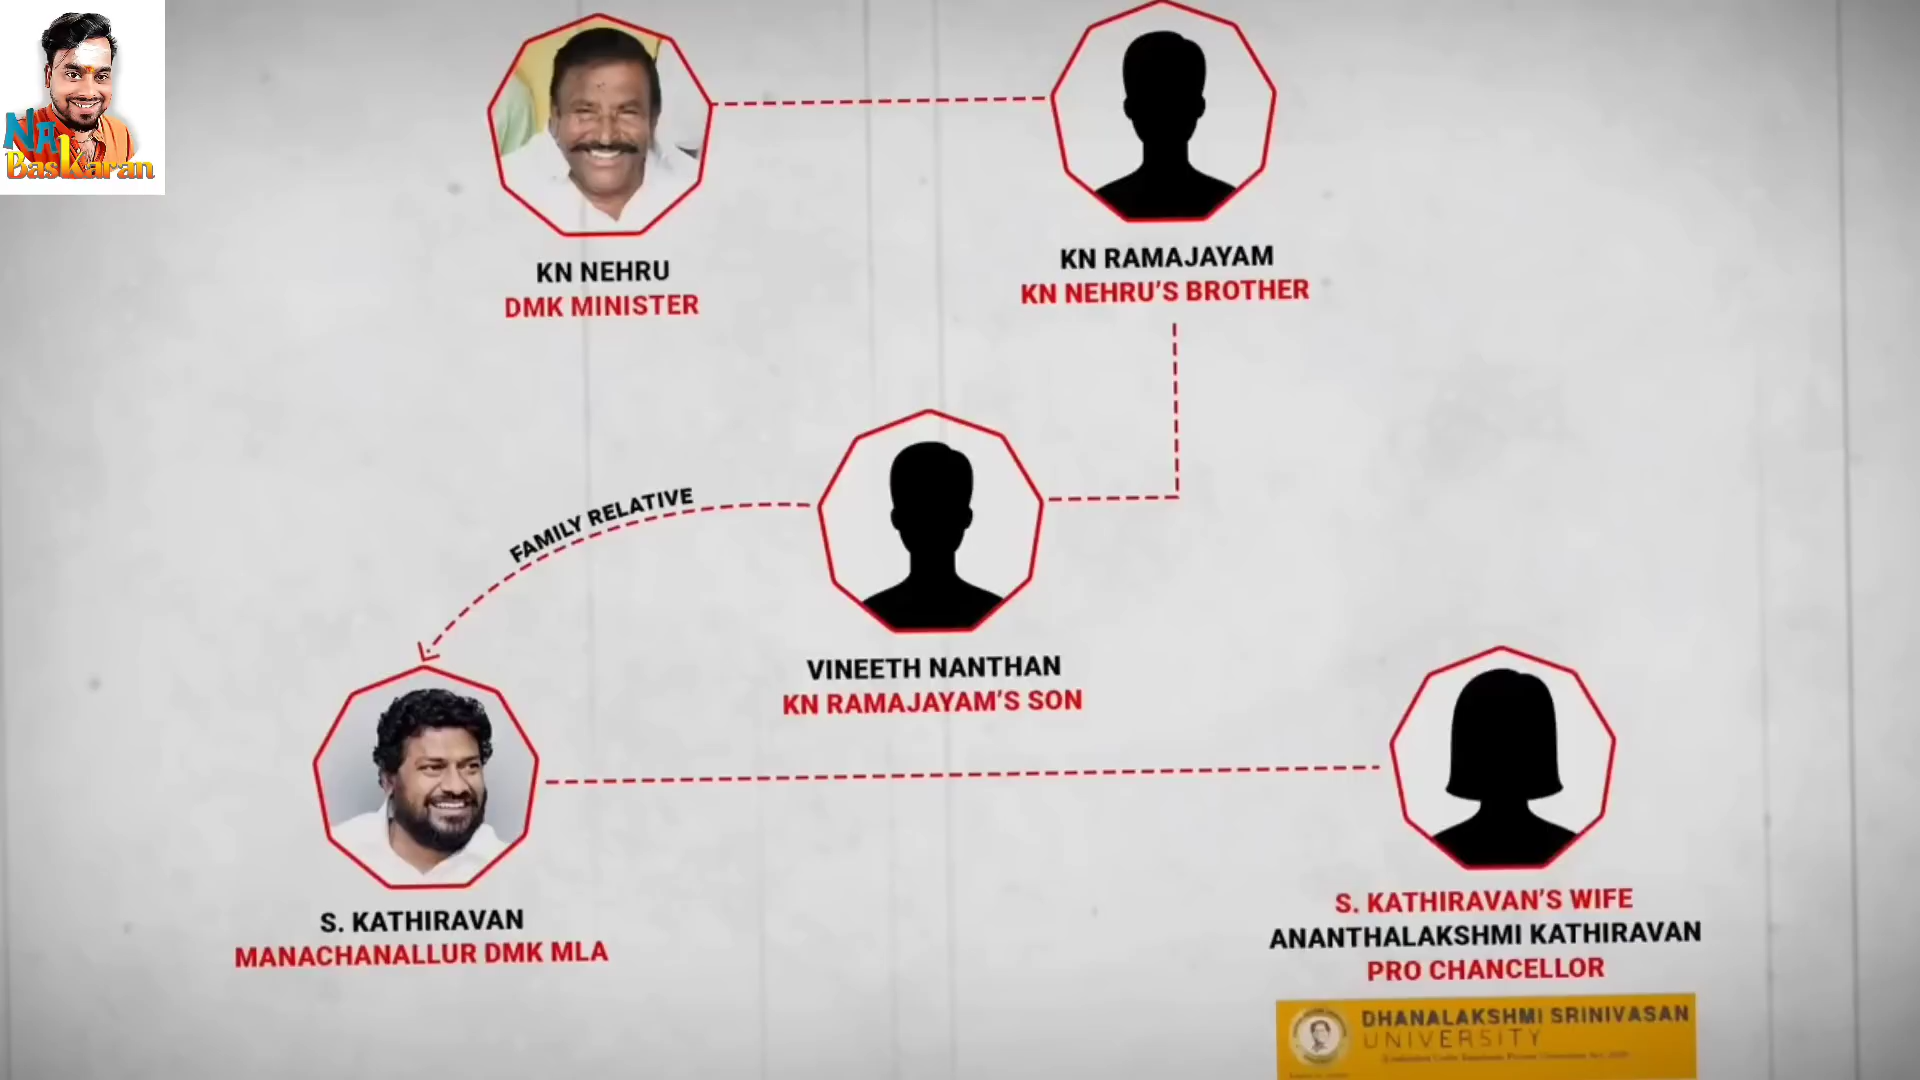 Na
Baskaran
KN NEHRU
DMK MINISTER
KN RAMAJAYAM
KN NEHRU'S BROTHER
FAMILY RELATIVE
VINEETH NANTHAN
KN RAMAJAYAM'S SON
S. KATHIRAVAN
MANACHANALLUR DMK MLA
S. KATHIRAVAN'S WIFE
ANANTHALAKSHMI KATHIRAVAN
PRO CHANCELLOR
DHANALAKSHMI SRINIVASAN
UNIVERSITY